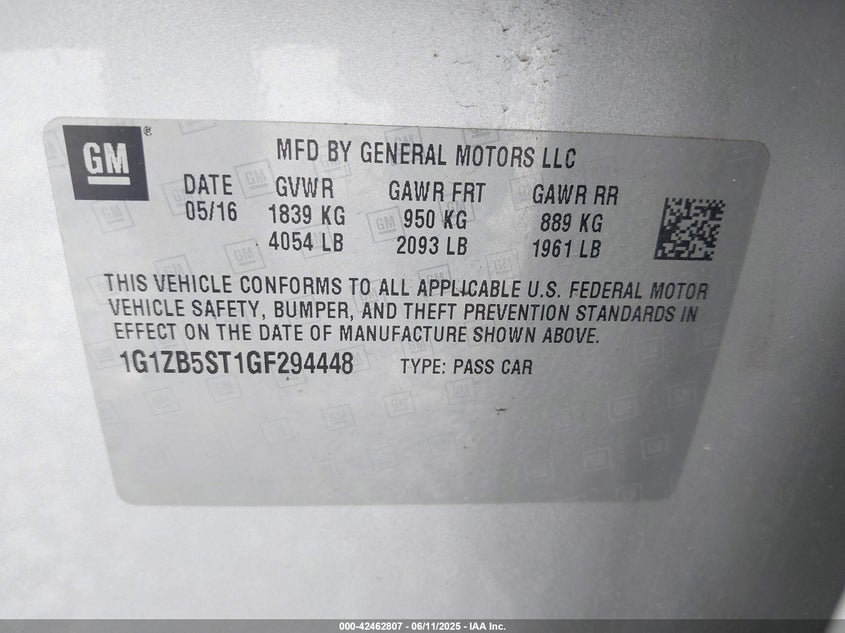 GM
MFD BY GENERAL MOTORS LLC
DATE GVWR GAWR FRT GAWR RR
05/16 1839 KG 950 KG 889 KG
4054 LB 2093 LB 1961 LB
THIS VEHICLE CONFORMS TO ALL APPLICABLE U.S. FEDERAL MOTOR
VEHICLE SAFETY, BUMPER, AND THEFT PREVENTION STANDARDS IN
EFFECT ON THE DATE OF MANUFACTURE SHOWN ABOVE.
1G1ZB5ST1GF294448 TYPE: PASS CAR
000-42462807 - 06/11/2025 - IAA Inc.